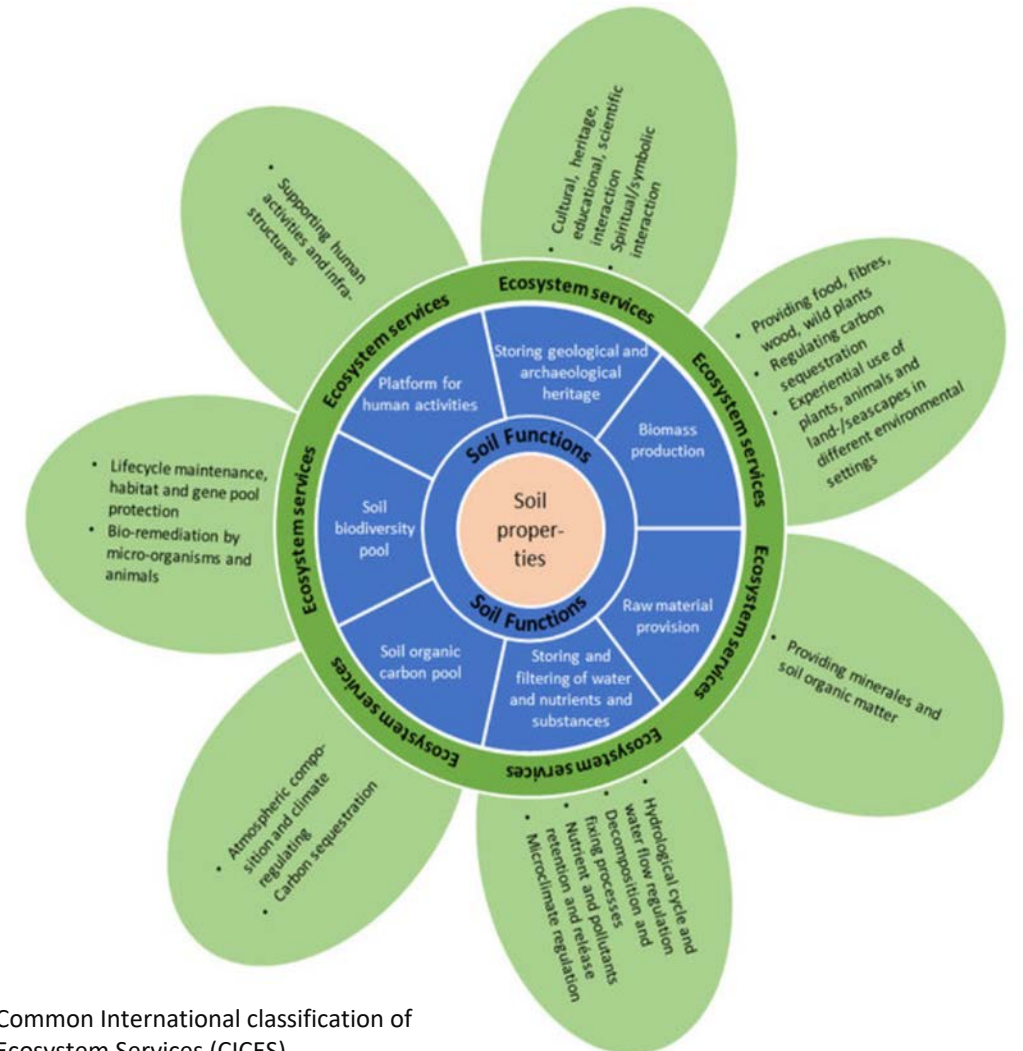 Cultural, heritage,
educational, scientific
interaction
Spiritual/symbolic
interaction
Providing food, fibres,
wood, wild plants
Regulating carbon
sequestration
Experiential use of
plants, animals and
land-/seascapes in
different environmental
settings
Providing minerales and
soil organic matter
Hydrological cycle and
water flow regulation
Decomposition and
fixing processes
Nutrient and pollutants
retention and reléase
Microclimate regulation
Atmospheric compo-
sition and climate
regulating
Carbon sequestration
Lifecycle maintenance,
habitat and gene pool
protection
Bio-remediation by
micro-organisms and
animals
Supporting human
activities and infra-
structures
Ecosystem services
Ecosystem services
Ecosystem services
Ecosystem services
Ecosystem services
Ecosystem services
Ecosystem services
Storing geological and
archaeological
heritage
Biomass
production
Raw material
provision
Storing and
filtering of water
and nutrients and
substances
Soil organic
carbon pool
Soil
biodiversity
pool
Platform for
human activities
Soil Functions
Soil
proper-
ties
Soil Functions
Common International classification of
Ecosystem Services (CICES)